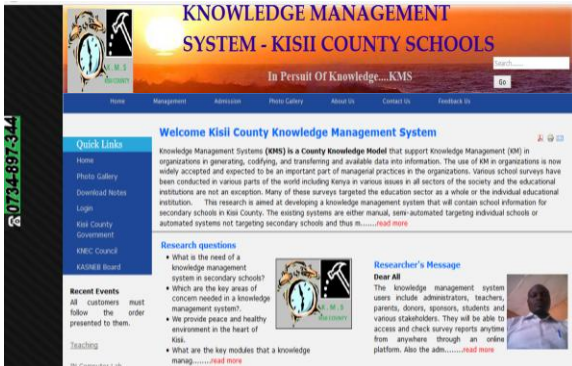 KNOWLEDGE MANAGEMENT
SYSTEM - KISII COUNTY SCHOOLS
K.M.S
KISII COUNTY
In Persuit Of Knowledge....KMS
Search......
Go
Home Management Admission Photo Gallery About Us Contact Us Feedback Us
0734-897-344
Quick Links
Home
Photo Gallery
Download Notes
Login
Kisii County
Government
KNEC Council
KASNEB Board
Recent Events
All customers must
follow the order
presented to them.
Teaching
Welcome Kisii County Knowledge Management System
Knowledge Management Systems (KMS) is a County Knowledge Model that support Knowledge Management (KM) in
organizations in generating, codifying, and transferring and available data into information. The use of KM in organizations is now
widely accepted and expected to be an important part of managerial practices in the organizations. Various school surveys have
been conducted in various parts of the world including Kenya in various issues in all sectors of the society and the educational
institutions are not an exception. Many of these surveys targeted the education sector as a whole or the individual educational
institution. This research is aimed at developing a knowledge management system that will contain school information for
secondary schools in Kisii County. The existing systems are either manual, semi-automated targeting individual schools or
automated systems not targeting secondary schools and thus m.......read more
Research questions
What is the need of a
knowledge management
system in secondary schools?
Which are the key areas of
concern needed in a knowledge
management system?.
We provide peace and healthy
environment in the heart of
Kisii.
What are the key modules that a knowledge
manag.......read more
K.M.S
KISII COUNTY
Researcher's Message
Dear All
The knowledge management system
users include administrators, teachers,
parents, donors, sponsors, students and
various stakeholders. They will be able to
access and check survey reports anytime
from anywhere through an online
platform. Also the adm.......read more